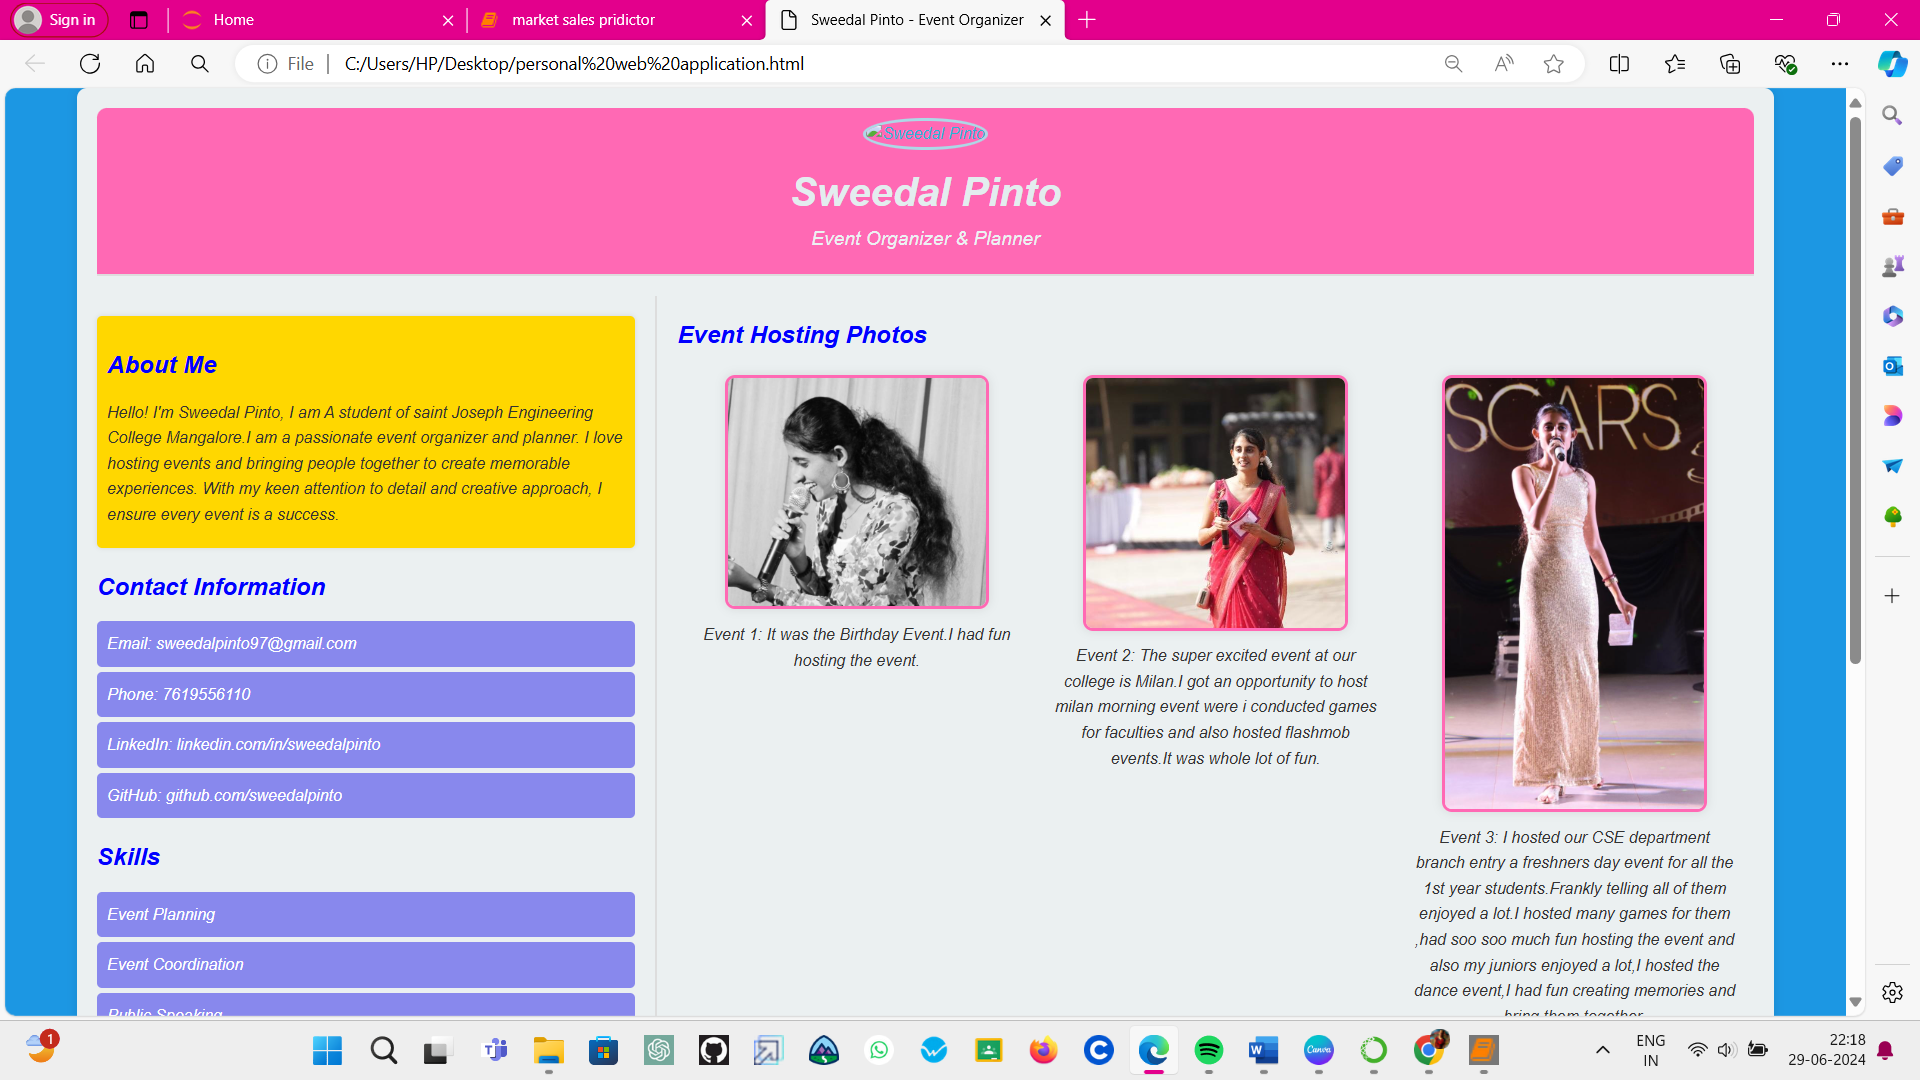 Sign in
Home
market sales pridictor
Sweedal Pinto - Event Organizer
File
C:/Users/HP/Desktop/personal%20web%20application.html
Sweedal Pinto
Sweedal Pinto
Event Organizer & Planner
About Me
Hello! I'm Sweedal Pinto, I am A student of saint Joseph Engineering
College Mangalore.I am a passionate event organizer and planner. I love
hosting events and bringing people together to create memorable
experiences. With my keen attention to detail and creative approach, I
ensure every event is a success.
Contact Information
Email: sweedalpinto97@gmail.com
Phone: 7619556110
LinkedIn: linkedin.com/in/sweedalpinto
GitHub: github.com/sweedalpinto
Skills
Event Planning
Event Coordination
Public Speaking
Event Hosting Photos
Event 1: It was the Birthday Event.I had fun
hosting the event.
Event 2: The super excited event at our
college is Milan.I got an opportunity to host
milan morning event were i conducted games
for faculties and also hosted flashmob
events.It was whole lot of fun.
SCARS
Event 3: I hosted our CSE department
branch entry a freshners day event for all the
1st year students.Frankly telling all of them
enjoyed a lot.I hosted many games for them
,had soo soo much fun hosting the event and
also my juniors enjoyed a lot,I hosted the
dance event,I had fun creating memories and
bring them together
1
Canva
ENG
IN
22:18
29-06-2024